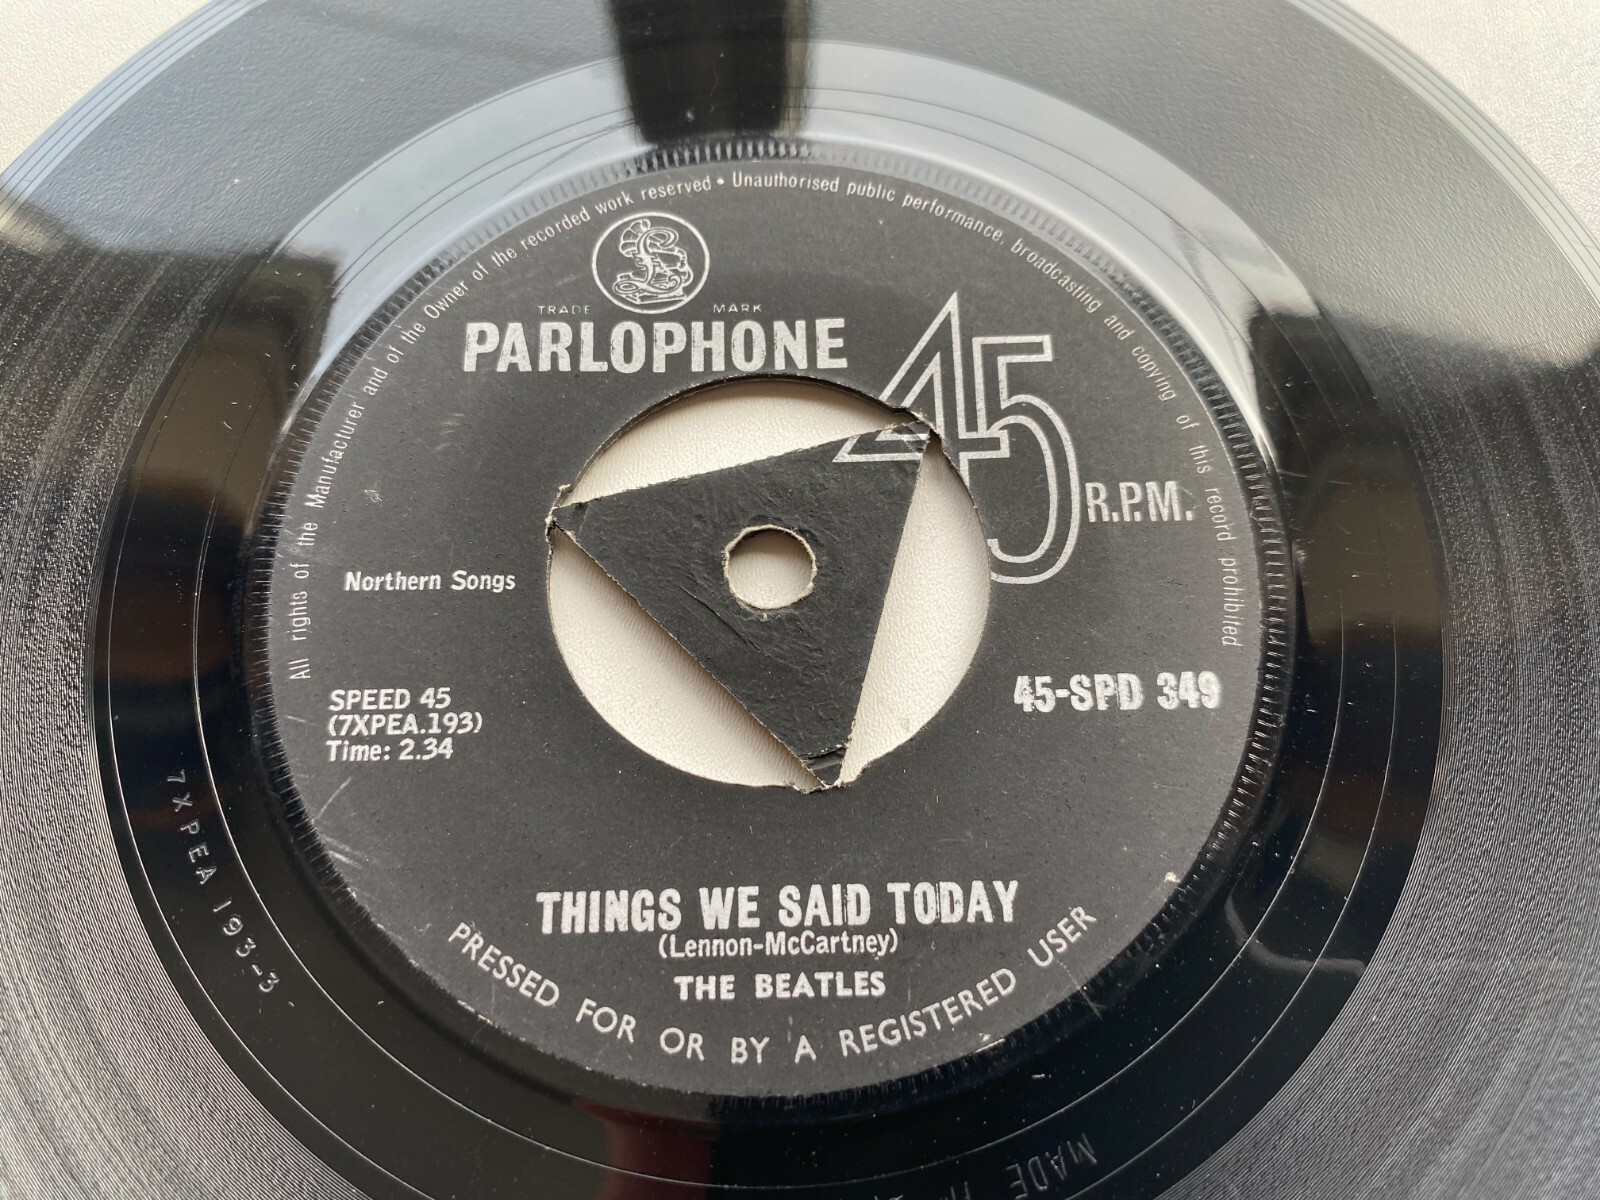 All rights of the Manufacturer and of the Owner of the recorded work reserved • Unauthorised public performance, broadcasting and copying of this record prohibited
TRADE MARK
PARLOPHONE
45
R.P.M.
Northern Songs
SPEED 45
(7XPEA.193)
Time: 2.34
45-SPD 349
THINGS WE SAID TODAY
(Lennon-McCartney)
THE BEATLES
PRESSED FOR OR BY A REGISTERED USER
7XPEA 193-3
MADE